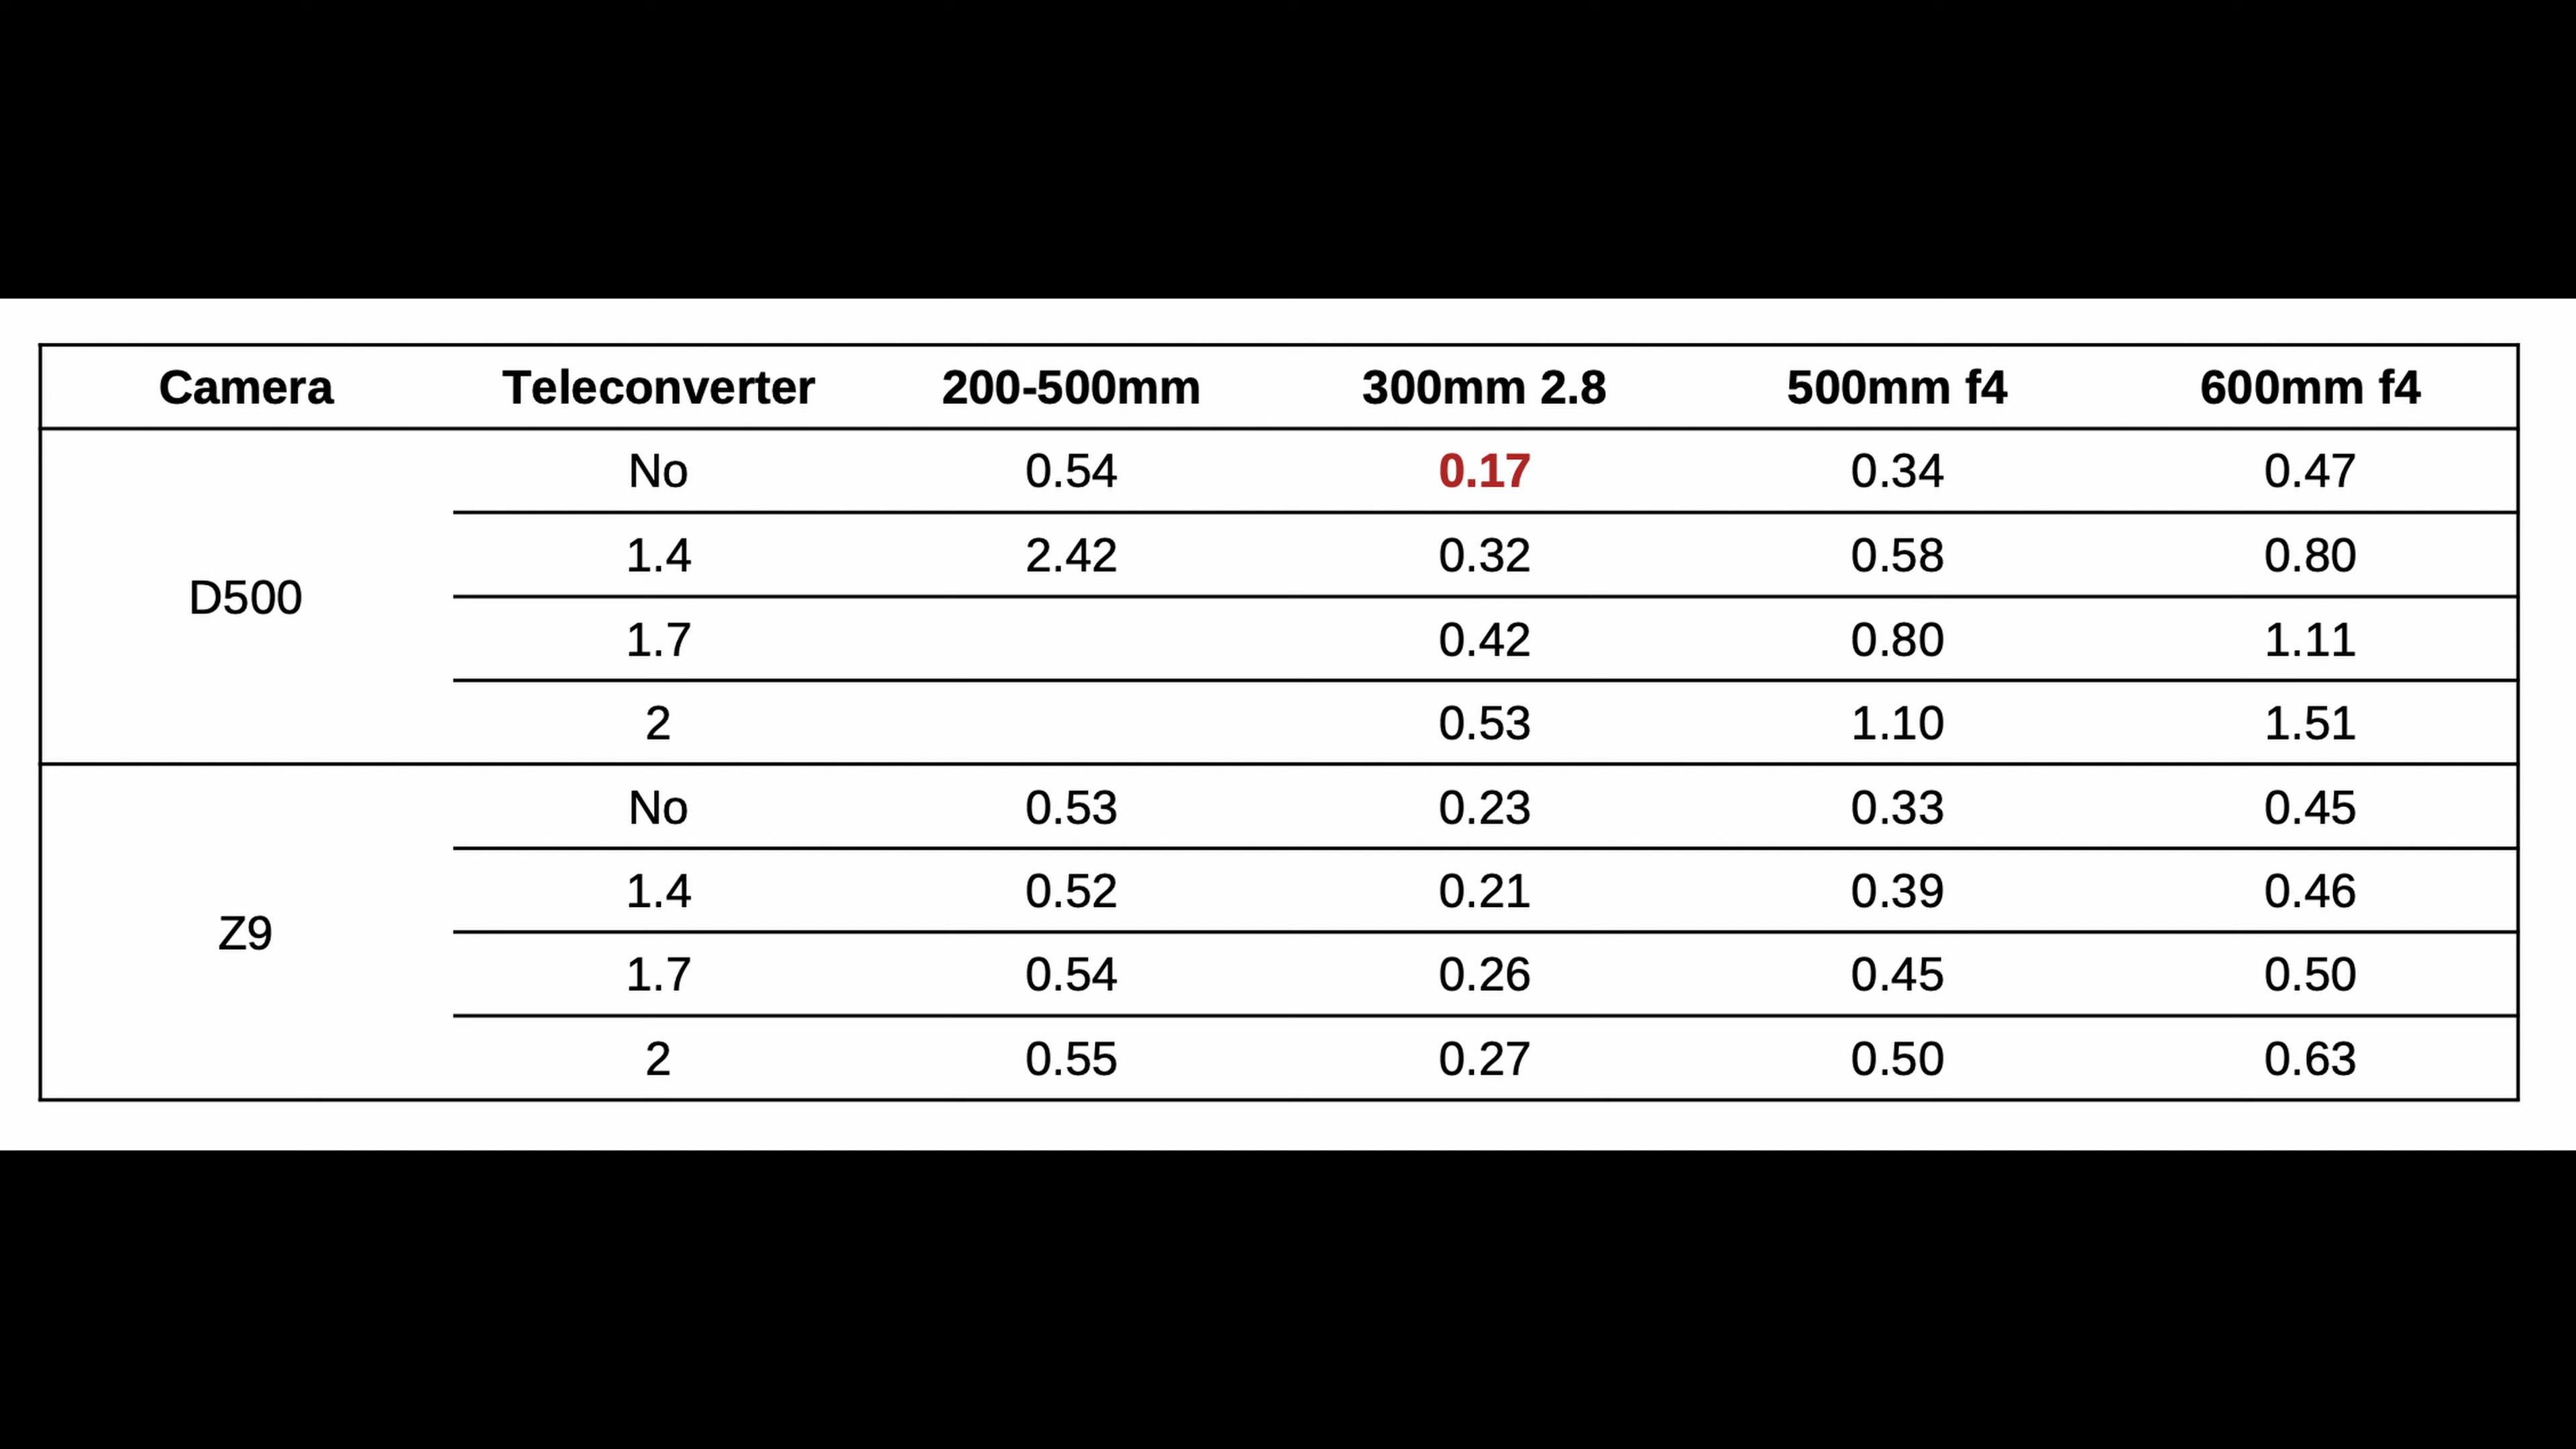 Camera Teleconverter 200-500mm 300mm 2.8 500mm f4 600mm f4
D500
No 0.54 0.17 0.34 0.47
1.4 2.42 0.32 0.58 0.80
1.7 0.42 0.80 1.11
2 0.53 1.10 1.51
Z9
No 0.53 0.23 0.33 0.45
1.4 0.52 0.21 0.39 0.46
1.7 0.54 0.26 0.45 0.50
2 0.55 0.27 0.50 0.63